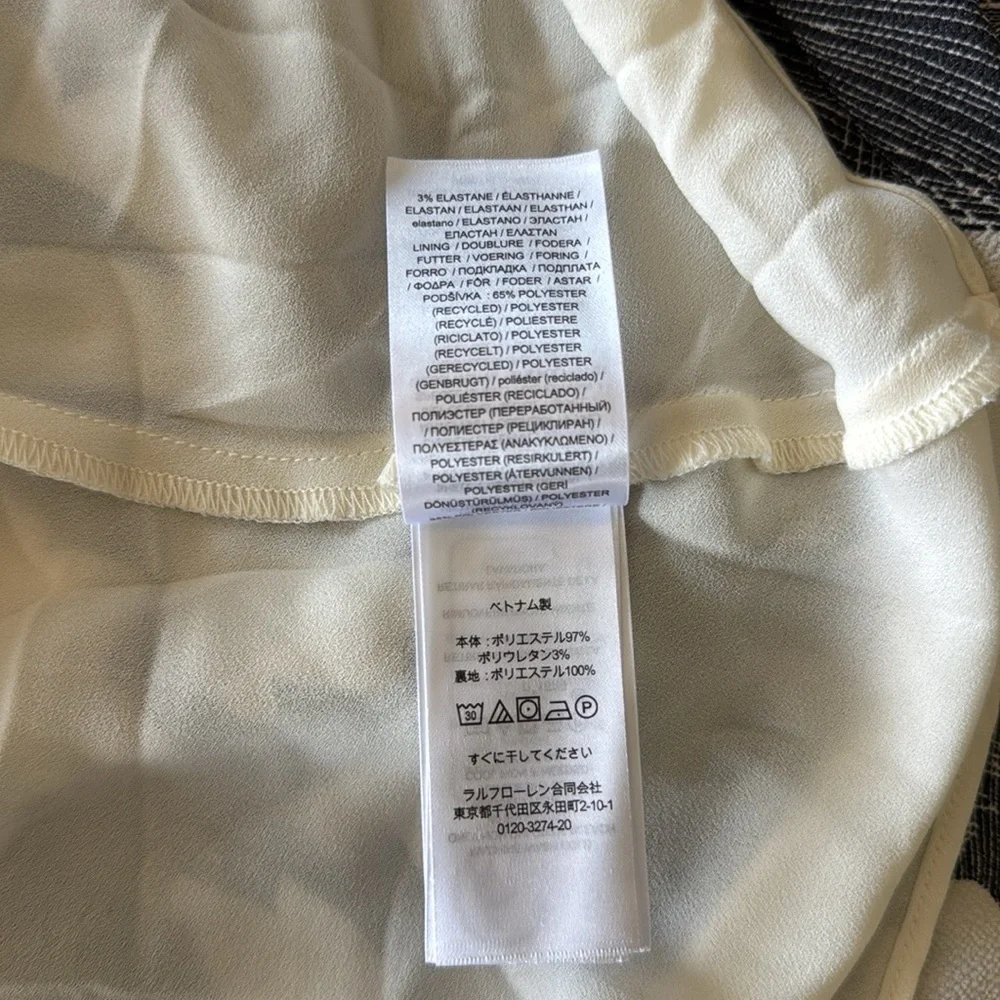 3% ELASTANE / ÉLASTHANNE /
ELASTAN / ELASTAAN / ELASTHAN /
elastano / ELASTANO / ЭЛАСТАН /
ЕЛАСТАН / ΕΛΑΣΤΑΝ
LINING / DOUBLURE / FODERA /
FUTTER / VOERING / FORING /
FORRO / ПОДКЛАДКА / ПОДПЛАТА
/ ΦΟΔΡΑ / FÔR / FODER / ASTAR /
PODŠÍVKA : 65% POLYESTER
(RECYCLED) / POLYESTER
(RECYCLÉ) / POLIESTERE
(RICICLATO) / POLYESTER
(RECYCELT) / POLYESTER
(GERECYCLED) / POLYESTER
(GENBRUGT) / poliéster (reciclado) /
POLIÉSTER (RECICLADO) /
ПОЛИЭСТЕР (ПЕРЕРАБОТАННЫЙ)
/ ПОЛИЕСТЕР (РЕЦИКЛИРАН) /
ΠΟΛΥΕΣΤΕΡΑΣ (ΑΝΑΚΥΚΛΩΜΕΝΟ) /
POLYESTER (RESIRKULERT) /
POLYESTER (ÅTERVUNNEN) /
POLYESTER (GERİ
DÖNÜŞTÜRÜLMÜŞ) / POLYESTER
(RECYKLOVANÝ)
ベトナム製
本体 : ポリエステル97%
ポリウレタン3%
裏地 : ポリエステル100%
30 P
すぐに干してください
ラルフローレン合同会社
東京都千代田区永田町2-10-1
0120-3274-20